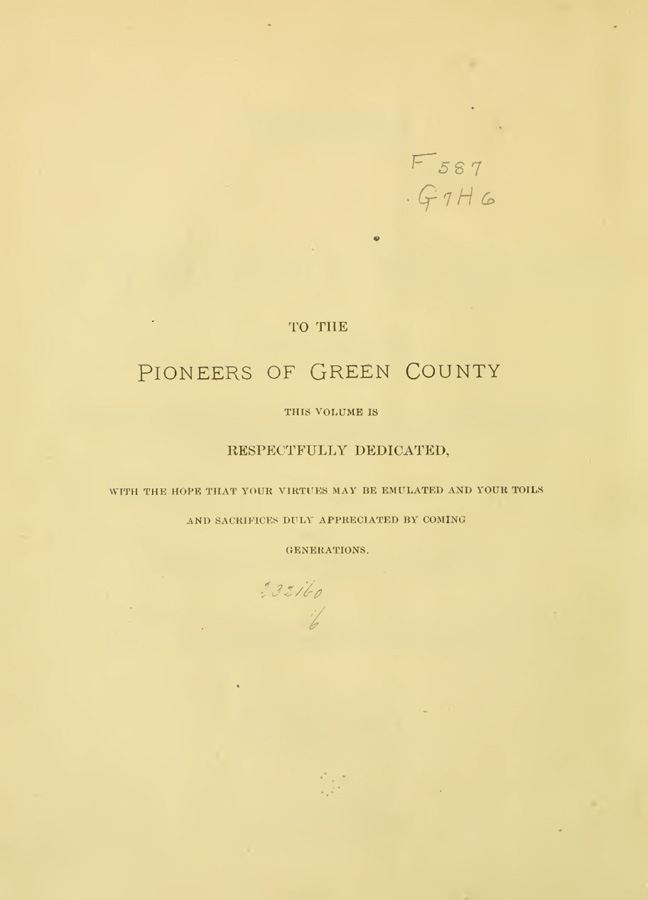 F 587
.G7H6
TO THE
PIONEERS OF GREEN COUNTY
THIS VOLUME IS
RESPECTFULLY DEDICATED,
WITH THE HOPE THAT YOUR VIRTUES MAY BE EMULATED AND YOUR TOILS
AND SACRIFICES DULY APPRECIATED BY COMING
GENERATIONS.